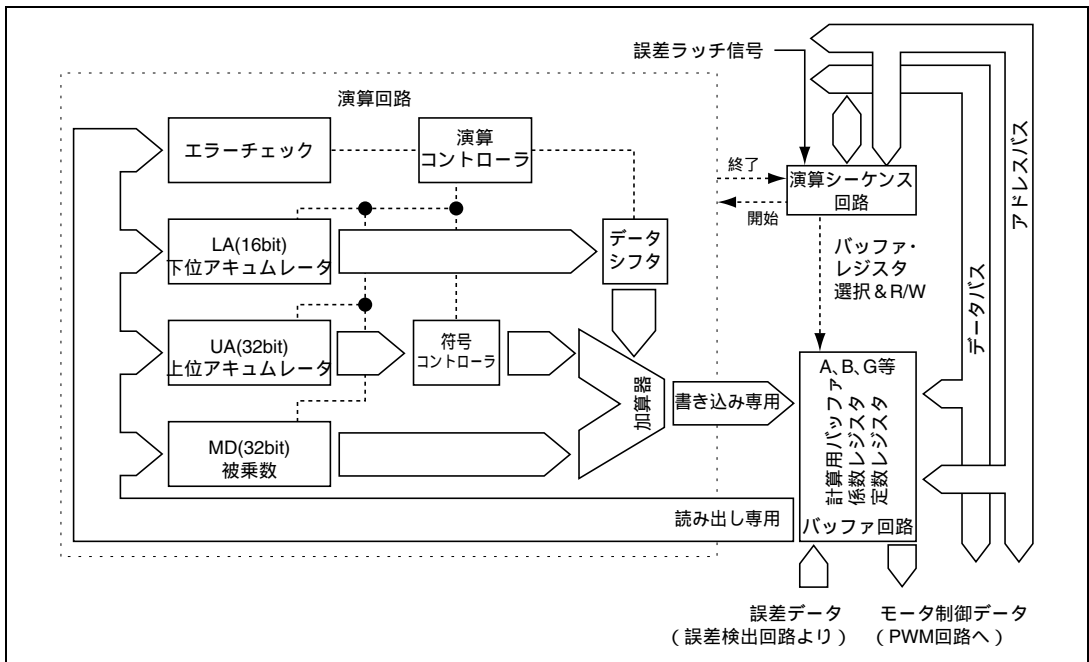 誤差ラッチ信号
演算回路
エラーチェック
演算
コントローラ
終了
開始
演算シーケンス
回路
LA(16bit)
下位アキュムレータ
データ
シフタ
バッファ・
レジスタ
選択&R/W
UA(32bit)
上位アキュムレータ
符号
コントローラ
加算器
書き込み専用
MD(32bit)
被乗数
読み出し専用
A、B、G等
計算用バッファ
係数レジスタ
定数レジスタ
バッファ回路
データバス
アドレスバス
誤差データ
(誤差検出回路より)
モータ制御データ
(PWM回路へ)